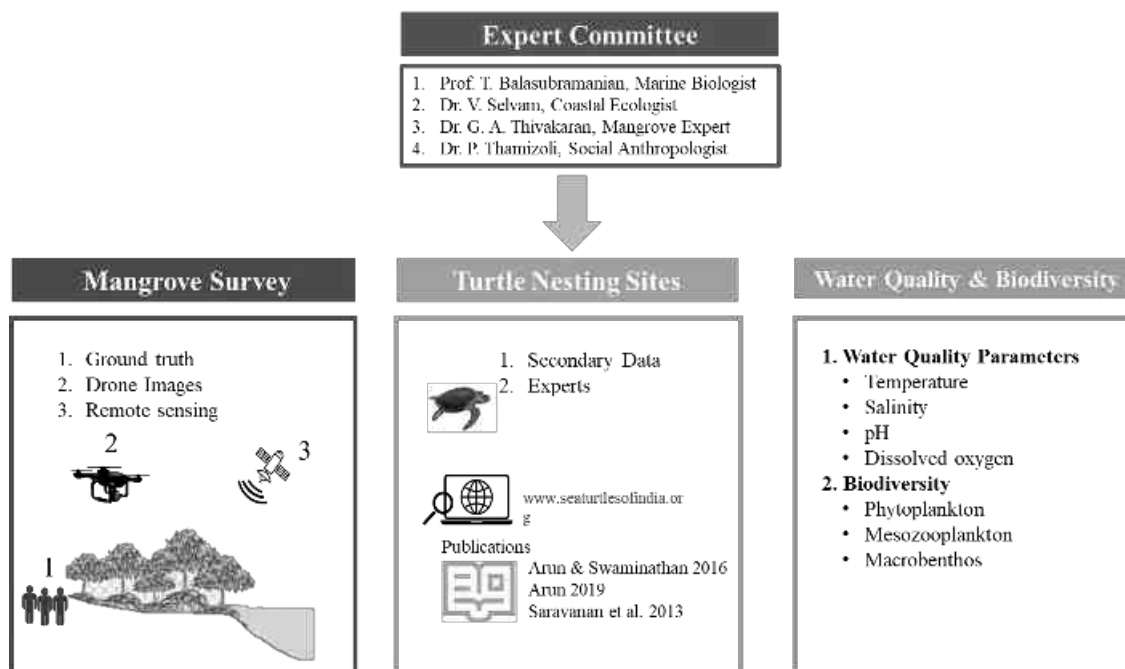 Expert Committee
1. Prof. T. Balasubramanian, Marine Biologist
2. Dr. V. Selvam, Coastal Ecologist
3. Dr. G. A. Thivakaran, Mangrove Expert
4. Dr. P. Thamizoli, Social Anthropologist
Mangrove Survey
1. Ground truth
2. Drone Images
3. Remote sensing
2
3
1
Turtle Nesting Sites
1. Secondary Data
2. Experts
www.seaturtlesofindia.or
g
Publications
Arun & Swaminathan 2016
Arun 2019
Saravanan et al. 2013
Water Quality & Biodiversity
1. Water Quality Parameters
• Temperature
• Salinity
• pH
• Dissolved oxygen
2. Biodiversity
• Phytoplankton
• Mesozooplankton
• Macrobenthos